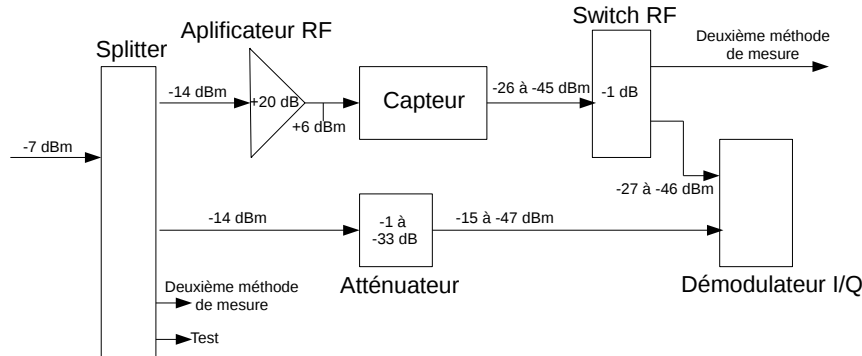 Splitter
Aplificateur RF
Switch RF
Deuxième méthode
de mesure
-14 dBm
+20 dB
+6 dBm
Capteur
-26 à -45 dBm
-1 dB
-7 dBm
-27 à -46 dBm
-14 dBm
-1 à
-33 dB
-15 à -47 dBm
Atténuateur
Démodulateur I/Q
Deuxième méthode
de mesure
Test